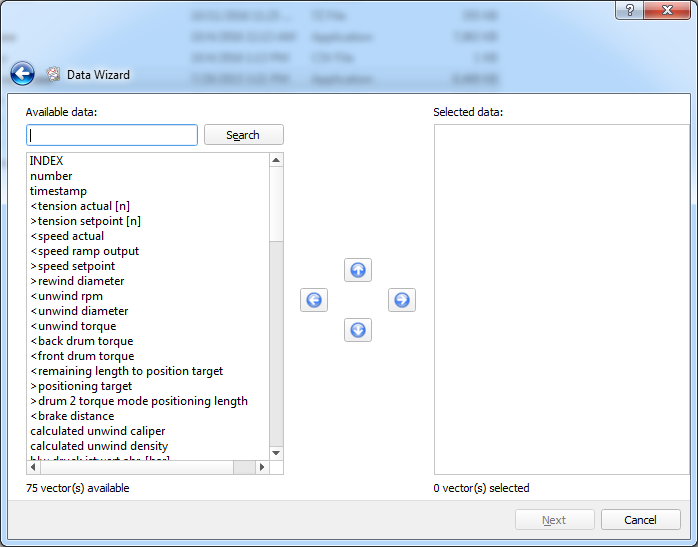 Data Wizard
Available data:
Selected data:
Search
INDEX
number
timestamp
<tension actual [n]
>tension setpoint [n]
<speed actual
<speed ramp output
>speed setpoint
>rewind diameter
<unwind rpm
<unwind diameter
<unwind torque
<back drum torque
<front drum torque
<remaining length to position target
>positioning target
>drum 2 torque mode positioning length
<brake distance
calculated unwind caliper
calculated unwind density
75 vector(s) available
0 vector(s) selected
Next
Cancel